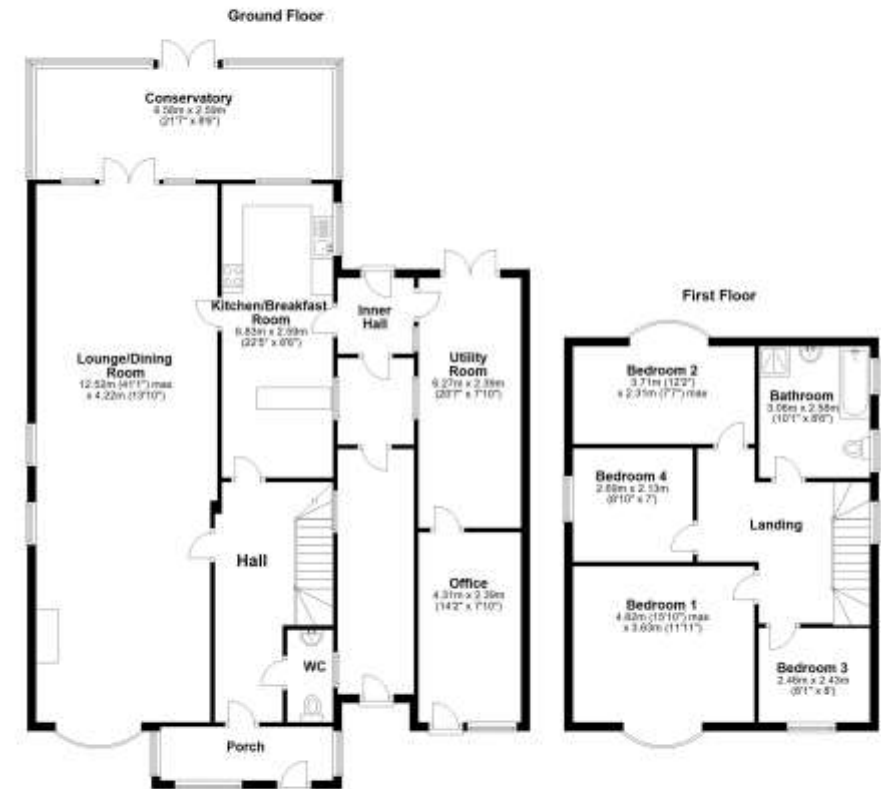 Ground Floor
Conservatory
6.58m x 2.59m
(21'7" x 8'6")
Kitchen/Breakfast
Room
6.83m x 2.59m
(22'5" x 8'6")
Inner
Hall
Lounge/Dining
Room
12.52m (41'1") max
x 4.22m (13'10")
Utility
Room
6.27m x 2.39m
(20'7" x 7'10")
Hall
Office
4.31m x 2.39m
(14'2" x 7'10")
WC
Porch
First Floor
Bedroom 2
3.71m (12'2")
x 2.31m (7'7") max
Bathroom
3.06m x 2.58m
(10'1" x 8'6")
Bedroom 4
2.69m x 2.13m
(8'10" x 7')
Landing
Bedroom 1
4.82m (15'10") max
x 3.63m (11'11")
Bedroom 3
2.46m x 2.43m
(8'1" x 8')